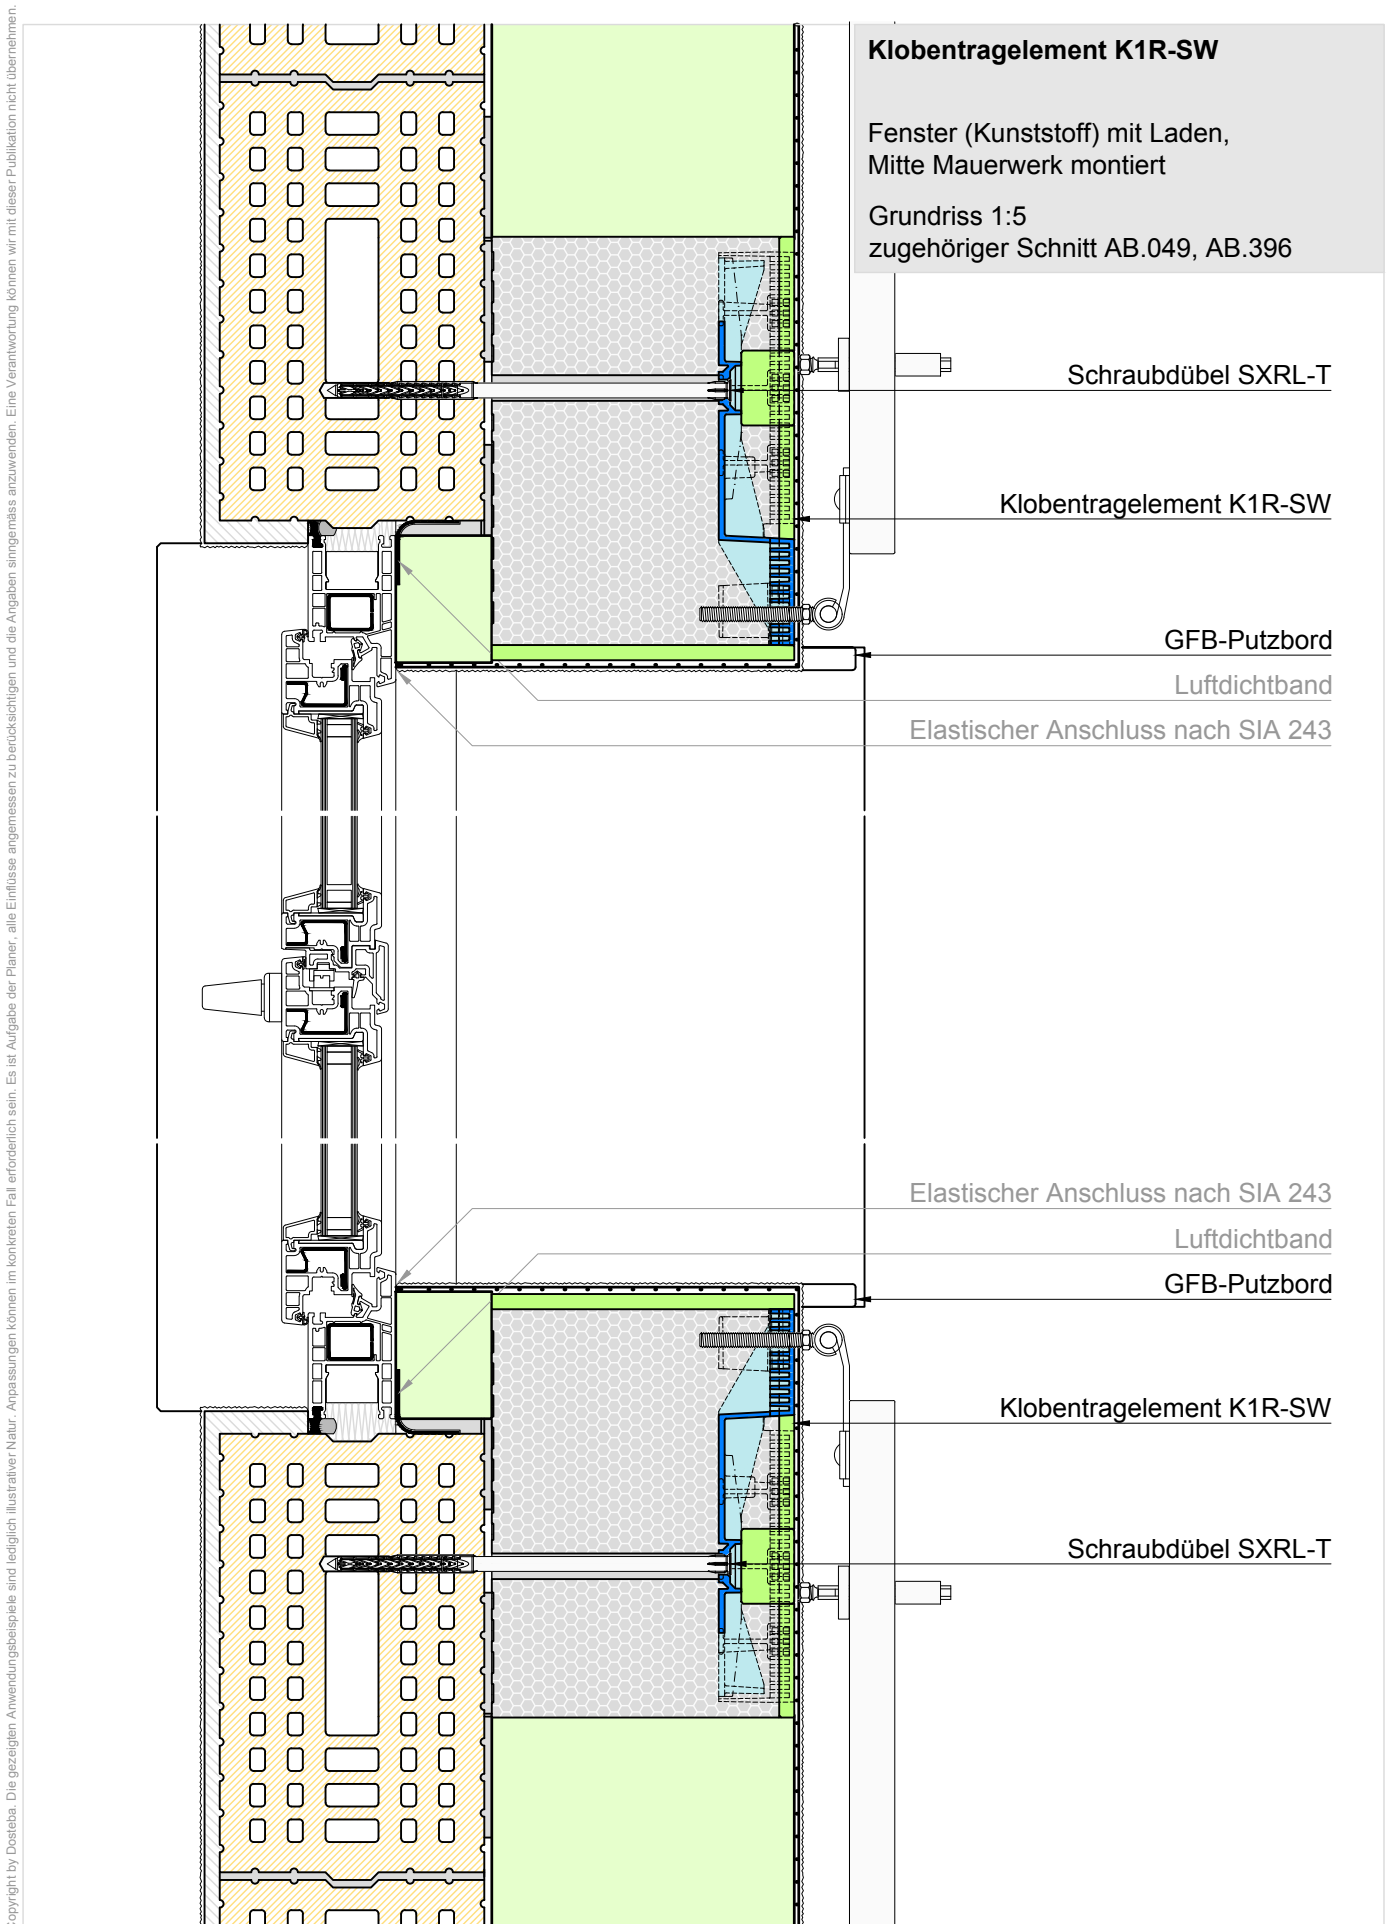 Klobentragelement K1R-SW
Fenster (Kunststoff) mit Laden,
Mitte Mauerwerk montiert
Grundriss 1:5
zugehöriger Schnitt AB.049, AB.396
Schraubdübel SXRL-T
Klobentragelement K1R-SW
GFB-Putzbord
Luftdichtband
Elastischer Anschluss nach SIA 243
Elastischer Anschluss nach SIA 243
Luftdichtband
GFB-Putzbord
Klobentragelement K1R-SW
Schraubdübel SXRL-T
Copyright by Dosteba. Die gezeigten Anwendungsbeispiele sind lediglich illustrativer Natur. Anpassungen können im konkreten Fall erforderlich sein. Es ist Aufgabe der Planer, alle Einflüsse angemessen zu berücksichtigen und die Angaben sinngemäss anzuwenden. Eine Verantwortung können wir mit dieser Publikation nicht übernehmen.